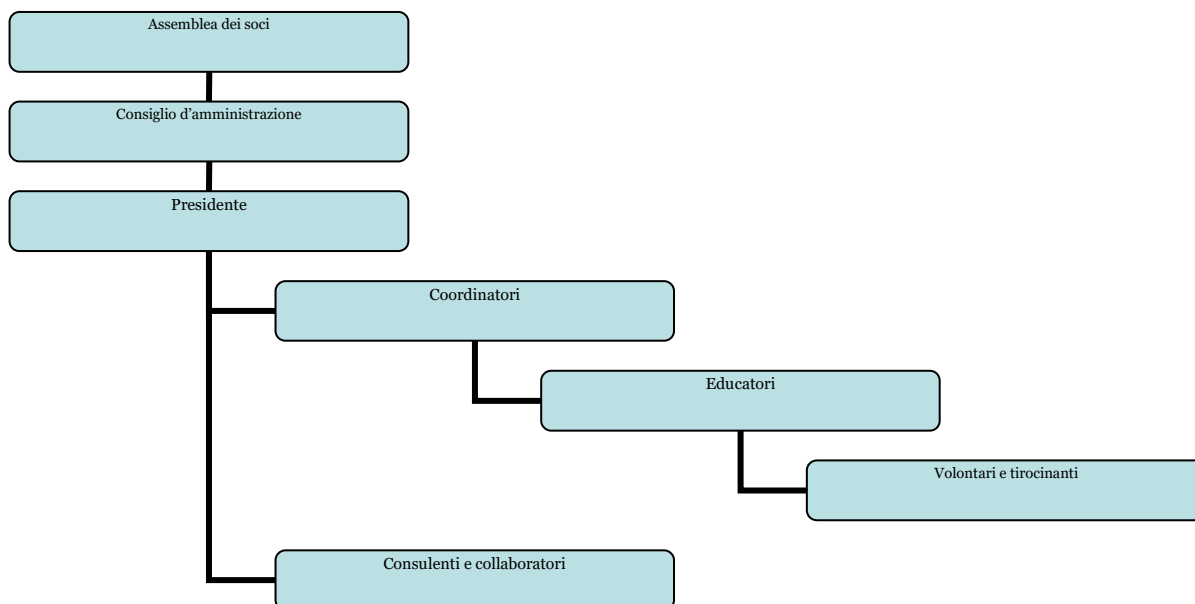 Assemblea dei soci
Consiglio d’amministrazione
Presidente
Coordinatori
Educatori
Volontari e tirocinanti
Consulenti e collaboratori